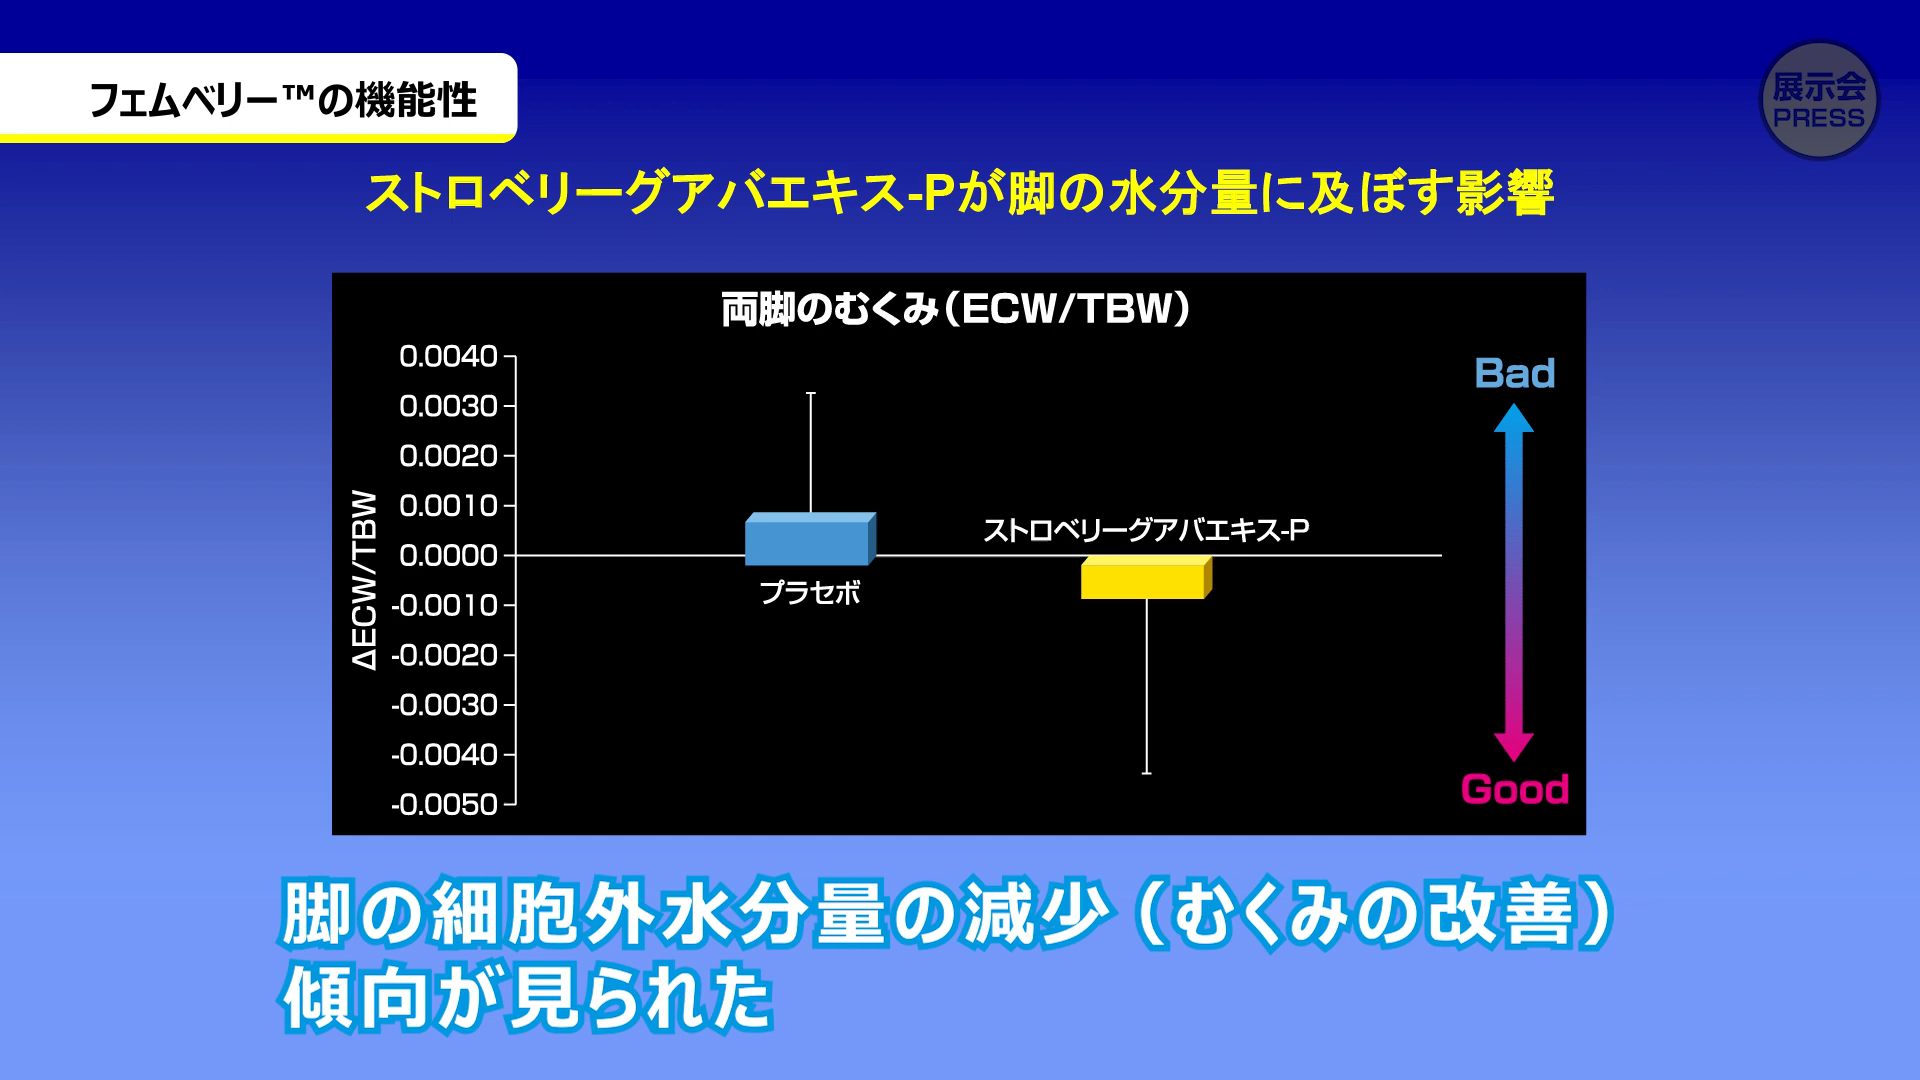 フェムベリー™の機能性
展示会
PRESS
ストロベリーグアバエキス-Pが脚の水分量に及ぼす影響
両脚のむくみ（ECW/TBW）
ΔECW/TBW
0.0040
0.0030
0.0020
0.0010
0.0000
-0.0010
-0.0020
-0.0030
-0.0040
-0.0050
プラセボ
ストロベリーグアバエキス-P
Bad
Good
脚の細胞外水分量の減少（むくみの改善）
傾向が見られた